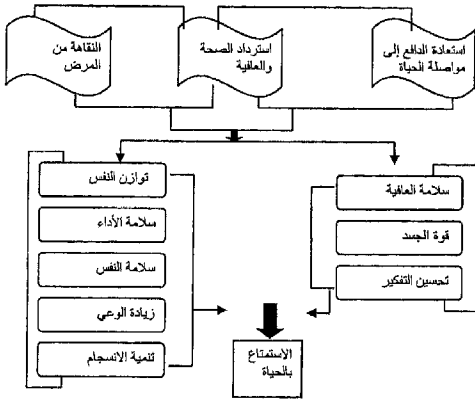 استعادة الدافع إلى
مواصلة الحياة
استرداد الصحة
والعافية
النقاهة من
المرض
سلامة العافية
قوة الجسد
تحسين التفكير
توازن النفس
سلامة الأداء
سلامة النفس
زيادة الوعي
تنمية الانسجام
الاستمتاع
بالحياة